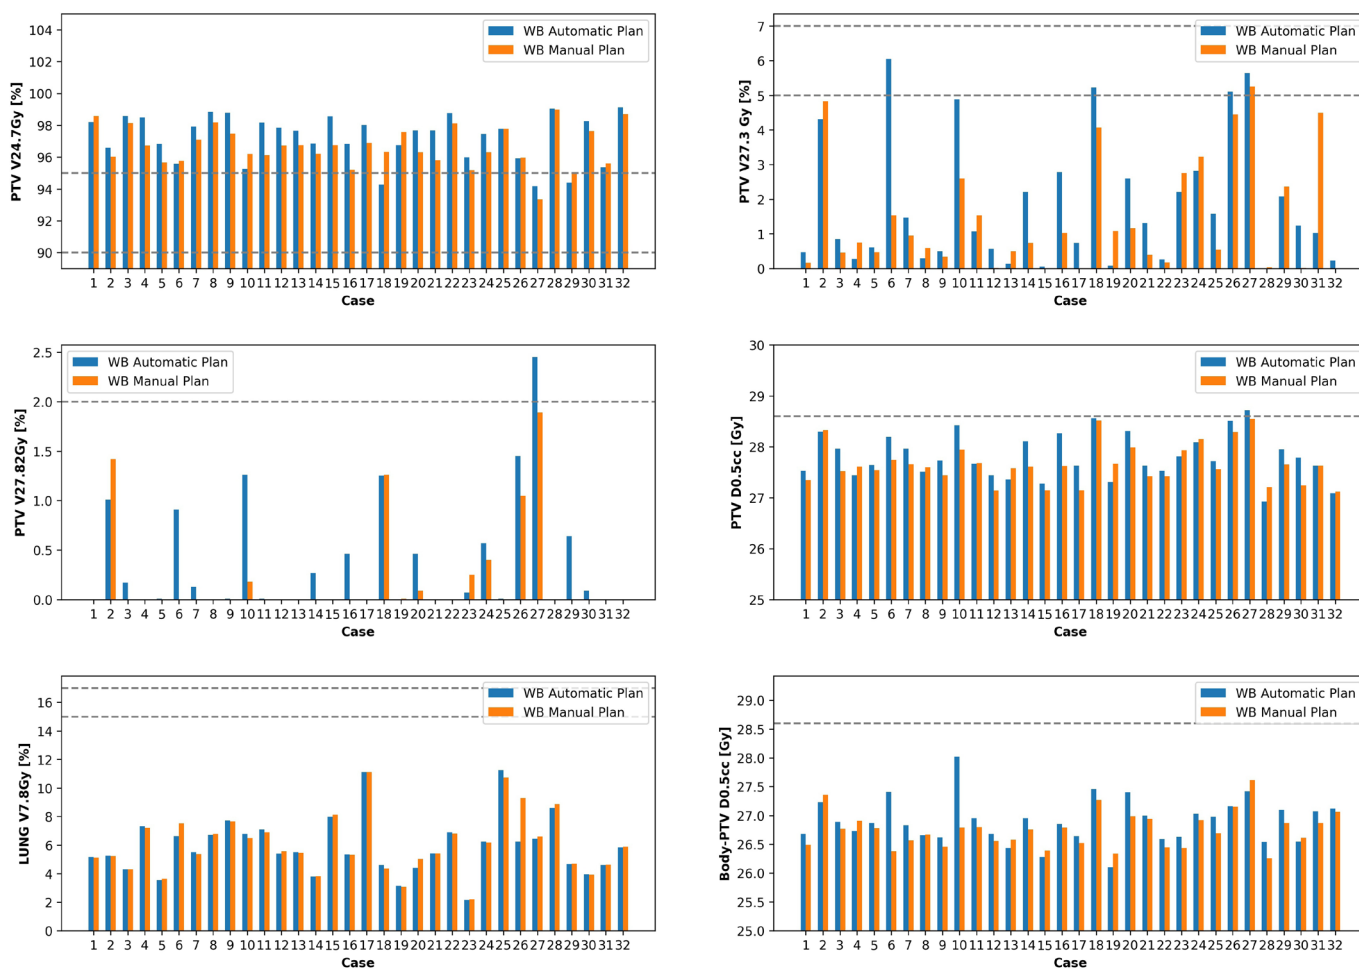 104
102
100
98
96
94
92
90
PTV V24.7Gy [%]
WB Automatic Plan
WB Manual Plan
1 2 3 4 5 6 7 8 9 10 11 12 13 14 15 16 17 18 19 20 21 22 23 24 25 26 27 28 29 30 31 32
Case
7
6
5
4
3
2
1
0
PTV V27.3 Gy [%]
WB Automatic Plan
WB Manual Plan
1 2 3 4 5 6 7 8 9 10 11 12 13 14 15 16 17 18 19 20 21 22 23 24 25 26 27 28 29 30 31 32
Case
2.5
2.0
1.5
1.0
0.5
0.0
PTV V27.82Gy [%]
WB Automatic Plan
WB Manual Plan
1 2 3 4 5 6 7 8 9 10 11 12 13 14 15 16 17 18 19 20 21 22 23 24 25 26 27 28 29 30 31 32
Case
30
29
28
27
26
25
PTV D0.5cc [Gy]
WB Automatic Plan
WB Manual Plan
1 2 3 4 5 6 7 8 9 10 11 12 13 14 15 16 17 18 19 20 21 22 23 24 25 26 27 28 29 30 31 32
Case
16
14
12
10
8
6
4
2
0
LUNG V7.8Gy [%]
WB Automatic Plan
WB Manual Plan
1 2 3 4 5 6 7 8 9 10 11 12 13 14 15 16 17 18 19 20 21 22 23 24 25 26 27 28 29 30 31 32
Case
29.0
28.5
28.0
27.5
27.0
26.5
26.0
25.5
25.0
Body-PTV D0.5cc [Gy]
WB Automatic Plan
WB Manual Plan
1 2 3 4 5 6 7 8 9 10 11 12 13 14 15 16 17 18 19 20 21 22 23 24 25 26 27 28 29 30 31 32
Case